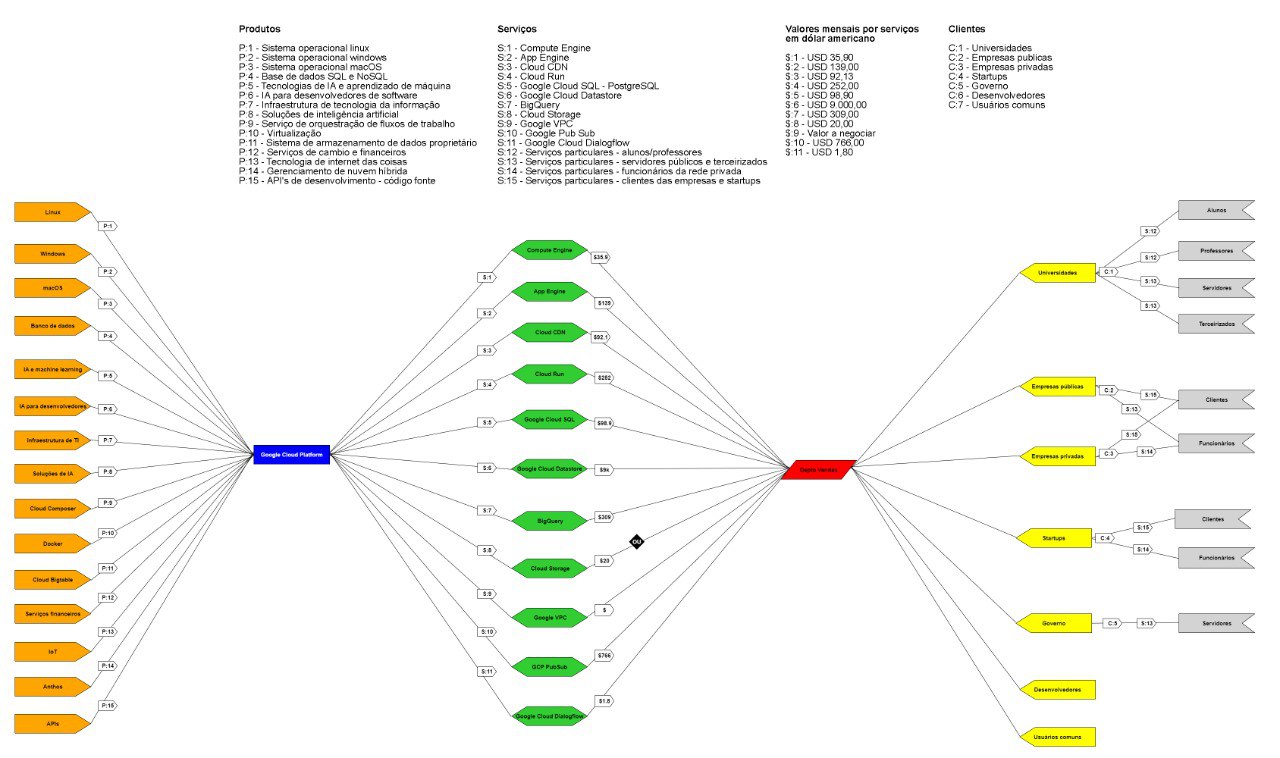 Produtos
P:1 - Sistema operacional linux
P:2 - Sistema operacional windows
P:3 - Sistema operacional macOS
P:4 - Base de dados SQL e NoSQL
P:5 - Tecnologias de IA e aprendizado de máquina
P:6 - IA para desenvolvedores de software
P:7 - Infraestrutura de tecnologia da informação
P:8 - Soluções de inteligência artificial
P:9 - Serviço de orquestração de fluxos de trabalho
P:10 - Virtualização
P:11 - Sistema de armazenamento de dados proprietário
P:12 - Serviços de cambio e financeiros
P:13 - Tecnologia de internet das coisas
P:14 - Gerenciamento de nuvem híbrida
P:15 - API's de desenvolvimento - código fonte
Serviços
S:1 - Compute Engine
S:2 - App Engine
S:3 - Cloud CDN
S:4 - Cloud Run
S:5 - Google Cloud SQL - PostgreSQL
S:6 - Google Cloud Datastore
S:7 - BigQuery
S:8 - Cloud Storage
S:9 - Google VPC
S:10 - Google Pub Sub
S:11 - Google Cloud Dialogflow
S:12 - Serviços particulares - alunos/professores
S:13 - Serviços particulares - servidores públicos e terceirizados
S:14 - Serviços particulares - funcionários da rede privada
S:15 - Serviços particulares - clientes das empresas e startups
Valores mensais por serviços
em dólar americano
$:1 - USD 35,90
$:2 - USD 139,00
$:3 - USD 92,13
$:4 - USD 252,00
$:5 - USD 98,90
$:6 - USD 9 000,00
$:7 - USD 309,00
$:8 - USD 20,00
$:9 - Valor a negociar
$:10 - USD 766,00
$:11 - USD 1,80
Clientes
C:1 - Universidades
C:2 - Empresas publicas
C:3 - Empresas privadas
C:4 - Startups
C:5 - Governo
C:6 - Desenvolvedores
C:7 - Usuários comuns
Linux
P:1
Windows
P:2
macOS
P:3
Banco de dados
P:4
IA e machine learning
P:5
IA para desenvolvedores
P:6
Infraestrutura de TI
P:7
Soluções de IA
P:8
Cloud Composer
P:9
Docker
P:10
Cloud Bigtable
P:11
Serviços financeiros
P:12
IoT
P:13
Anthos
P:14
APIs
P:15
Google Cloud Platform
S:1
Compute Engine
$35.9
S:2
App Engine
$139
S:3
Cloud CDN
$92.1
S:4
Cloud Run
$252
S:5
Google Cloud SQL
$98.9
S:6
Google Cloud Datastore
$9k
S:7
BigQuery
$309
OU
S:8
Cloud Storage
$20
S:9
Google VPC
$
S:10
GCP PubSub
$766
S:11
Google Cloud Dialogflow
$1.8
Universidades
C:1
S:12
Alunos
S:12
Professores
S:13
Servidores
S:13
Terceirizados
Empresas públicas
C:2
S:15
Clientes
S:13
Empresas privadas
C:3
S:15
S:14
Funcionários
Startups
C:4
S:15
Clientes
S:14
Funcionários
Governo
C:5
S:13
Servidores
Desenvolvedores
Usuários comuns